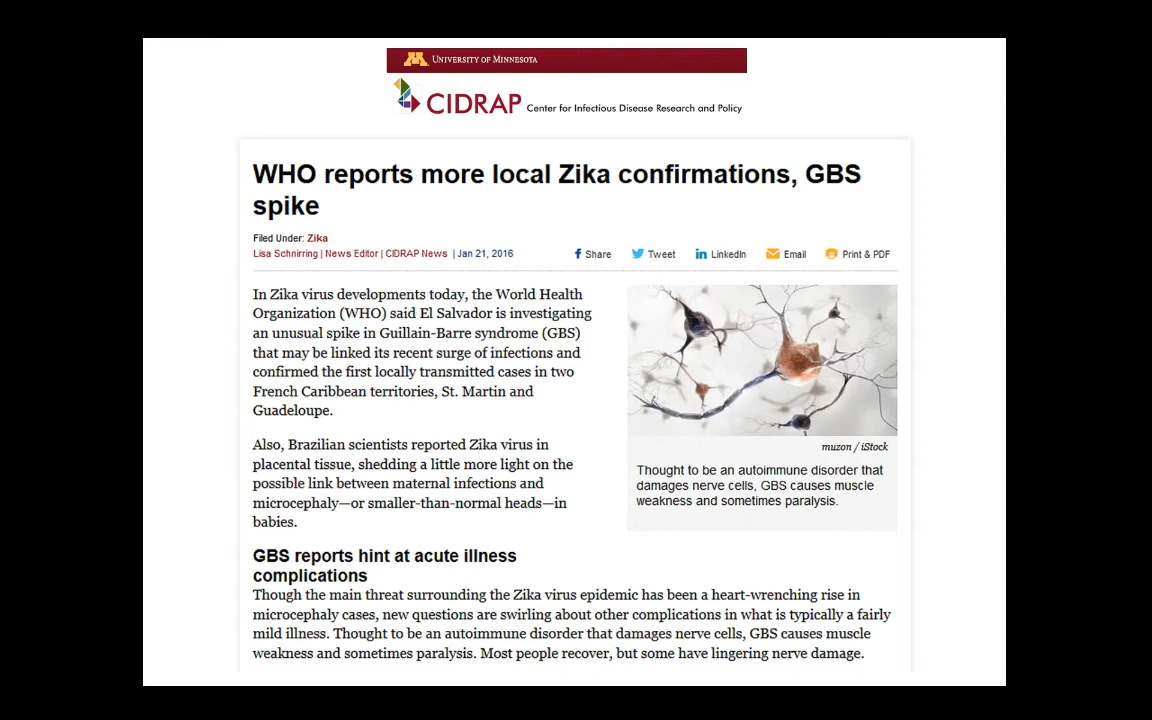 UNIVERSITY OF MINNESOTA
CIDRAP Center for Infectious Disease Research and Policy
WHO reports more local Zika confirmations, GBS
spike
Filed Under: Zika
Lisa Schnirring | News Editor | CIDRAP News | Jan 21, 2016
Share Tweet LinkedIn Email Print & PDF
In Zika virus developments today, the World Health
Organization (WHO) said El Salvador is investigating
an unusual spike in Guillain-Barre syndrome (GBS)
that may be linked its recent surge of infections and
confirmed the first locally transmitted cases in two
French Caribbean territories, St. Martin and
Guadeloupe.
Also, Brazilian scientists reported Zika virus in
placental tissue, shedding a little more light on the
possible link between maternal infections and
microcephaly—or smaller-than-normal heads—in
babies.
muzon / iStock
Thought to be an autoimmune disorder that
damages nerve cells, GBS causes muscle
weakness and sometimes paralysis.
GBS reports hint at acute illness
complications
Though the main threat surrounding the Zika virus epidemic has been a heart-wrenching rise in
microcephaly cases, new questions are swirling about other complications in what is typically a fairly
mild illness. Thought to be an autoimmune disorder that damages nerve cells, GBS causes muscle
weakness and sometimes paralysis. Most people recover, but some have lingering nerve damage.